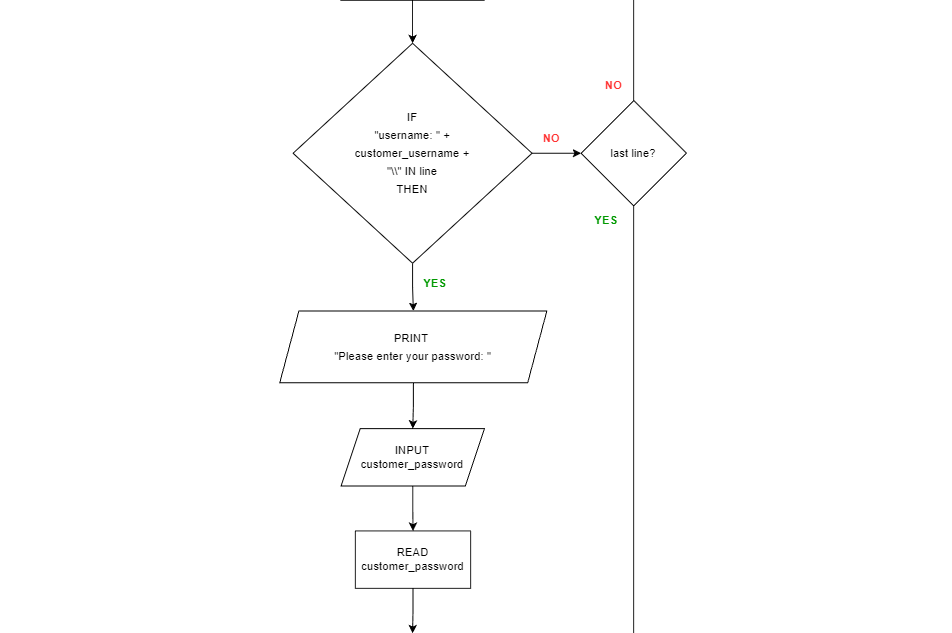 NO
IF
"username: " +
customer_username +
"\\" IN line
THEN
NO
last line?
YES
YES
PRINT
"Please enter your password: "
INPUT
customer_password
READ
customer_password